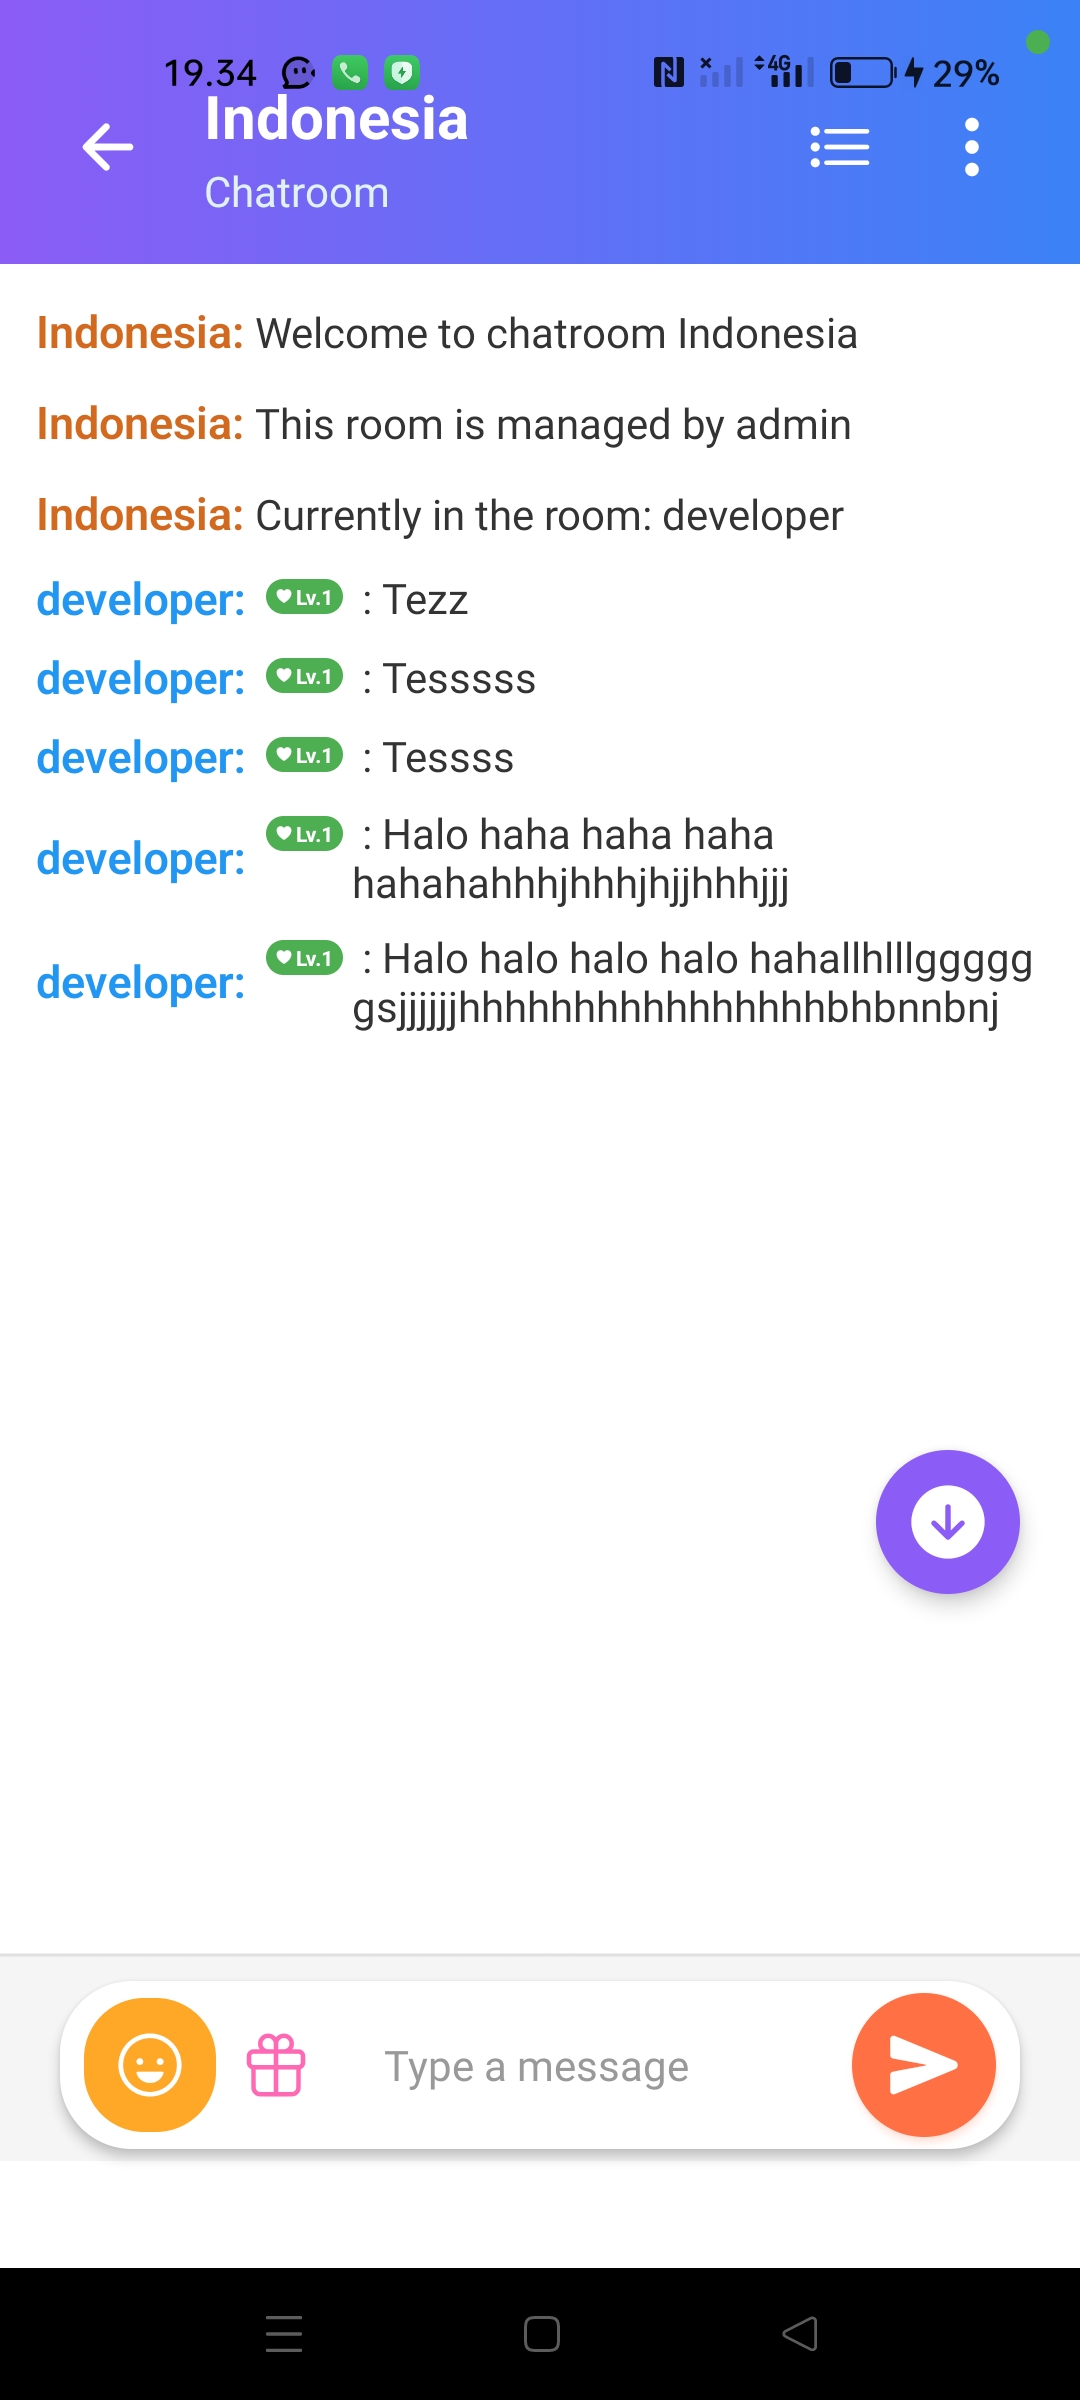 19.34 4G 29%
Indonesia
Chatroom
Indonesia: Welcome to chatroom Indonesia
Indonesia: This room is managed by admin
Indonesia: Currently in the room: developer
developer: Lv.1 : Tezz
developer: Lv.1 : Tesssss
developer: Lv.1 : Tessss
developer: Lv.1 : Halo haha haha haha
hahahahhhjhhhjhjjhhhjjj
developer: Lv.1 : Halo halo halo halo hahallhlllggggg
gsjjjjjjhhhhhhhhhhhhhhhhbhbnnbnj
Type a message